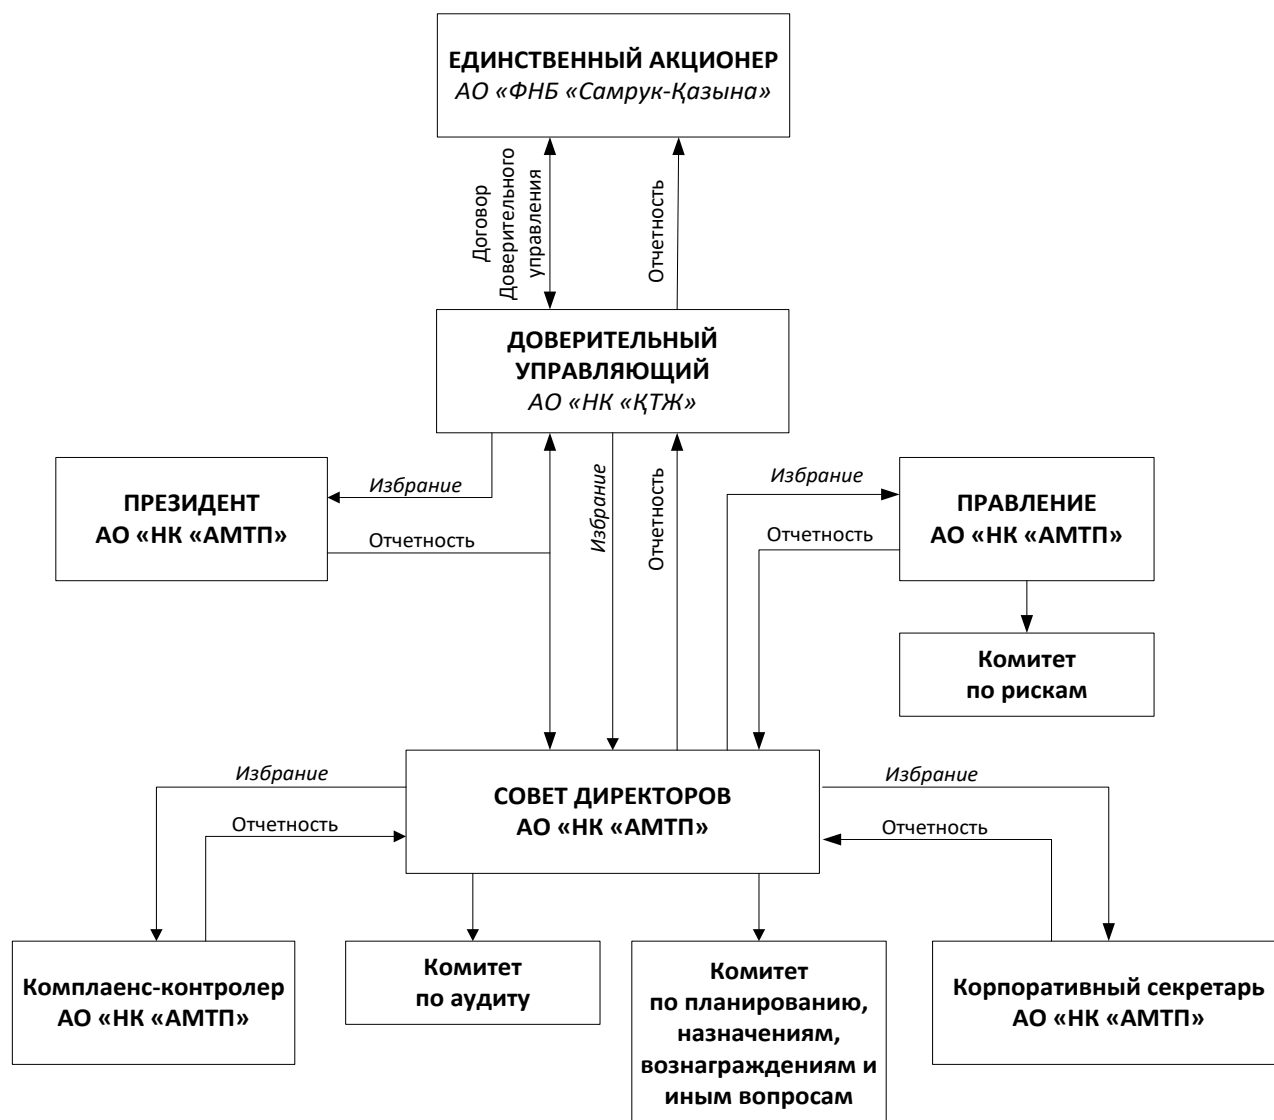 ЕДИНСТВЕННЫЙ АКЦИОНЕР
АО «ФНБ «Самрук-Қазына»
Договор
Доверительного
управления
Отчетность
ДОВЕРИТЕЛЬНЫЙ
УПРАВЛЯЮЩИЙ
АО «НК «ҚТЖ»
ПРЕЗИДЕНТ
АО «НК «АМТП»
Избрание
Отчетность
Избрание
Отчетность
Избрание
Отчетность
ПРАВЛЕНИЕ
АО «НК «АМТП»
Комитет
по рискам
Избрание
Отчетность
СОВЕТ ДИРЕКТОРОВ
АО «НК «АМТП»
Избрание
Отчетность
Комплаенс-контролер
АО «НК «АМТП»
Комитет
по аудиту
Комитет
по планированию,
назначениям,
вознаграждениям и
иным вопросам
Корпоративный секретарь
АО «НК «АМТП»